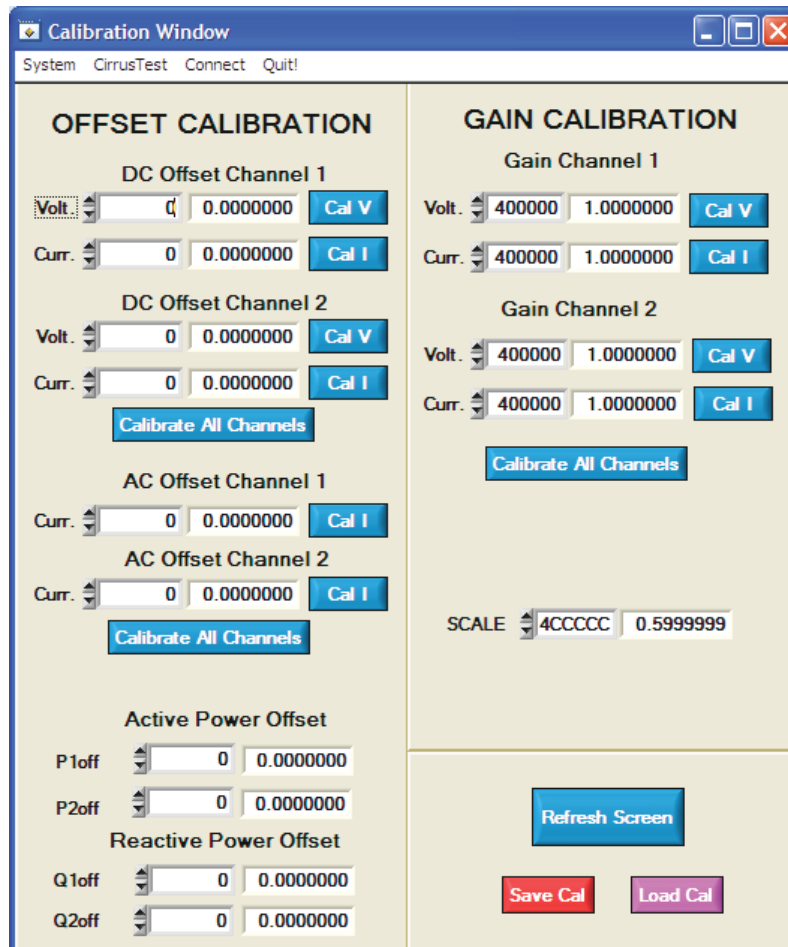 Calibration Window
System CirrusTest Connect Quit!
OFFSET CALIBRATION
DC Offset Channel 1
Volt. 0 0.0000000 Cal V
Curr. 0 0.0000000 Cal I
DC Offset Channel 2
Volt. 0 0.0000000 Cal V
Curr. 0 0.0000000 Cal I
Calibrate All Channels
AC Offset Channel 1
Curr. 0 0.0000000 Cal I
AC Offset Channel 2
Curr. 0 0.0000000 Cal I
Calibrate All Channels
Active Power Offset
P1off 0 0.0000000
P2off 0 0.0000000
Reactive Power Offset
Q1off 0 0.0000000
Q2off 0 0.0000000
GAIN CALIBRATION
Gain Channel 1
Volt. 400000 1.0000000 Cal V
Curr. 400000 1.0000000 Cal I
Gain Channel 2
Volt. 400000 1.0000000 Cal V
Curr. 400000 1.0000000 Cal I
Calibrate All Channels
SCALE 4CCCCC 0.5999999
Refresh Screen
Save Cal Load Cal